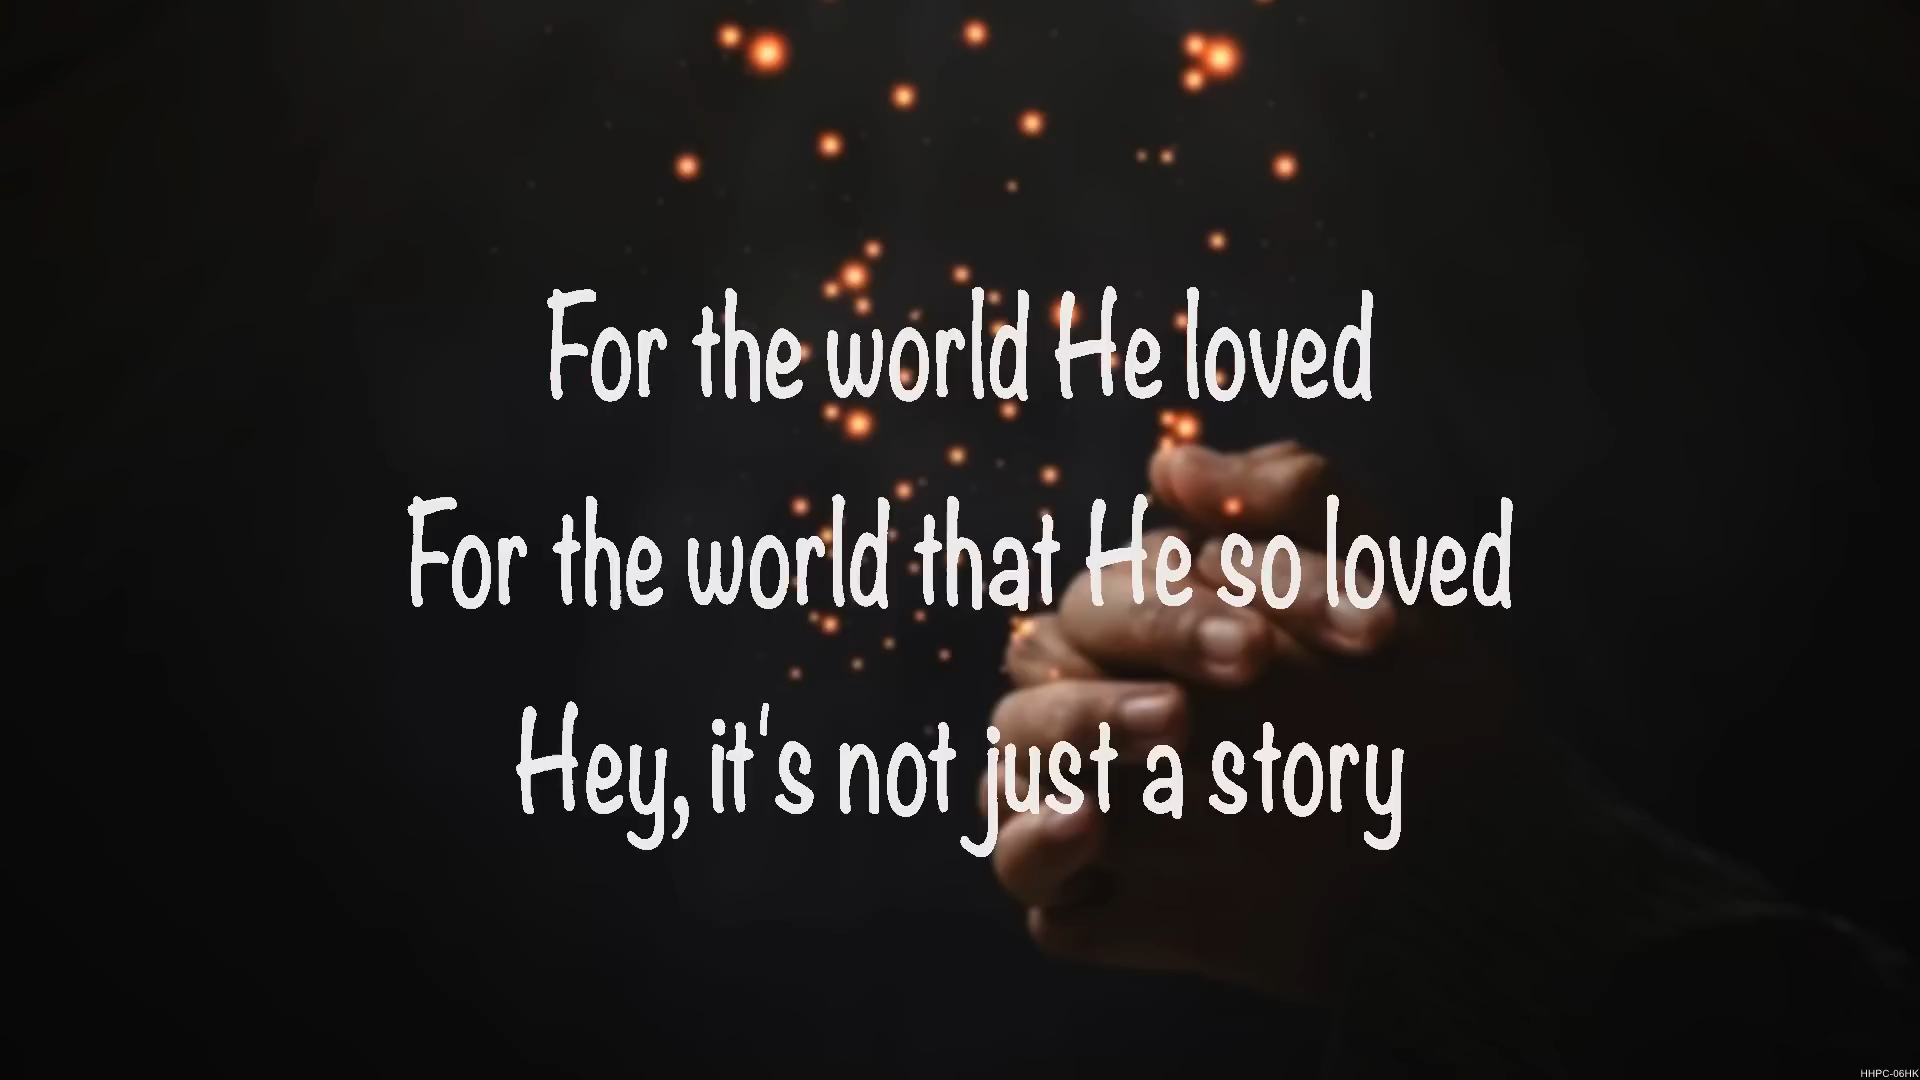 For the world He loved
For the world that He so loved
Hey, it's not just a story
HHPC-06HK